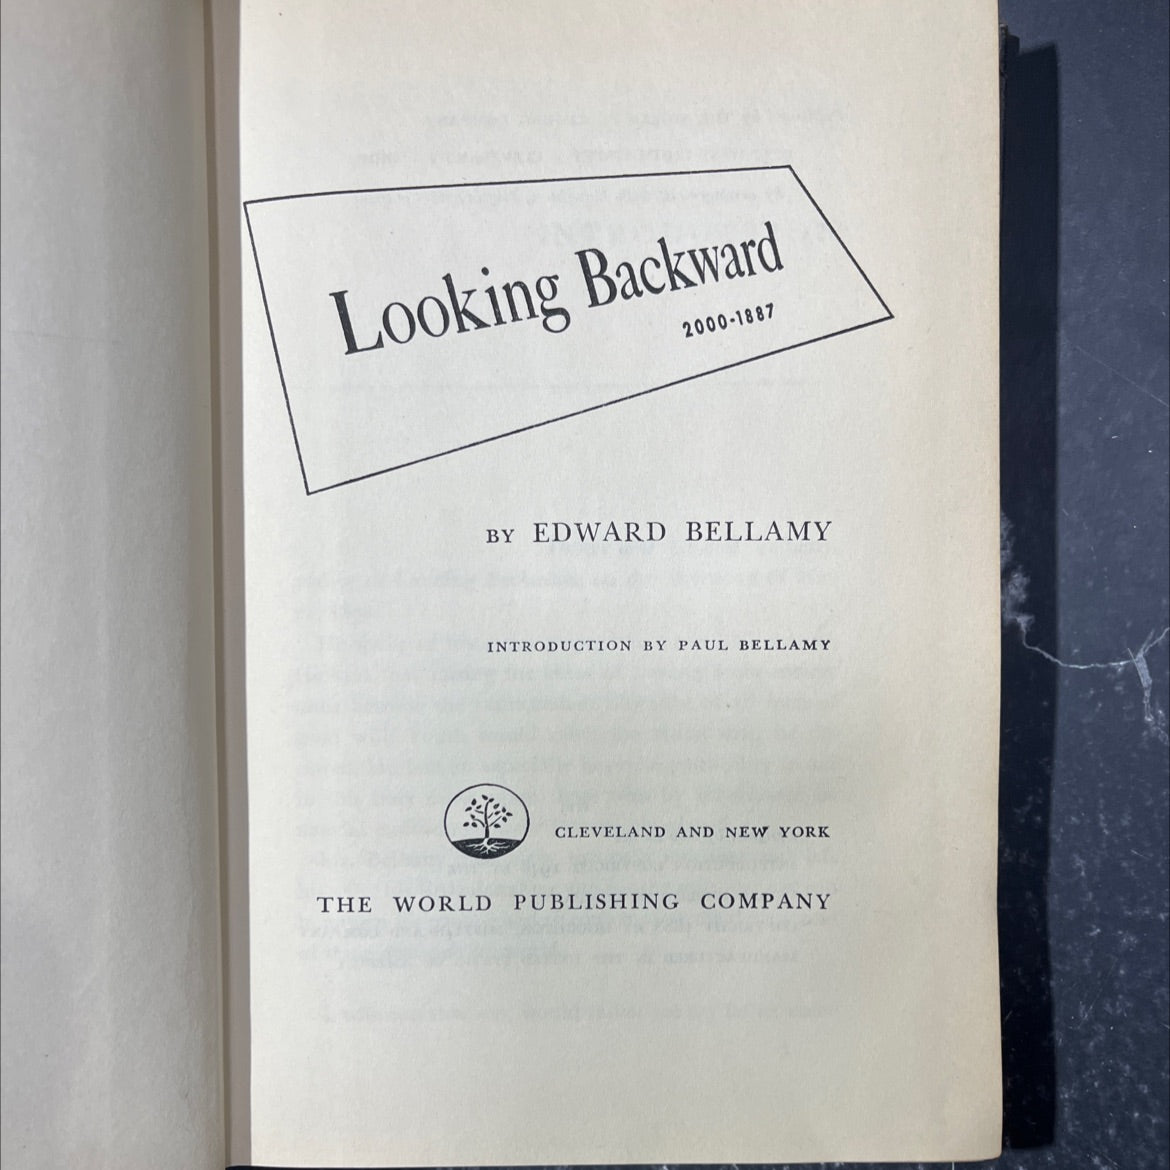 Looking Backward
2000-1887
BY EDWARD BELLAMY
INTRODUCTION BY PAUL BELLAMY
CLEVELAND AND NEW YORK
THE WORLD PUBLISHING COMPANY